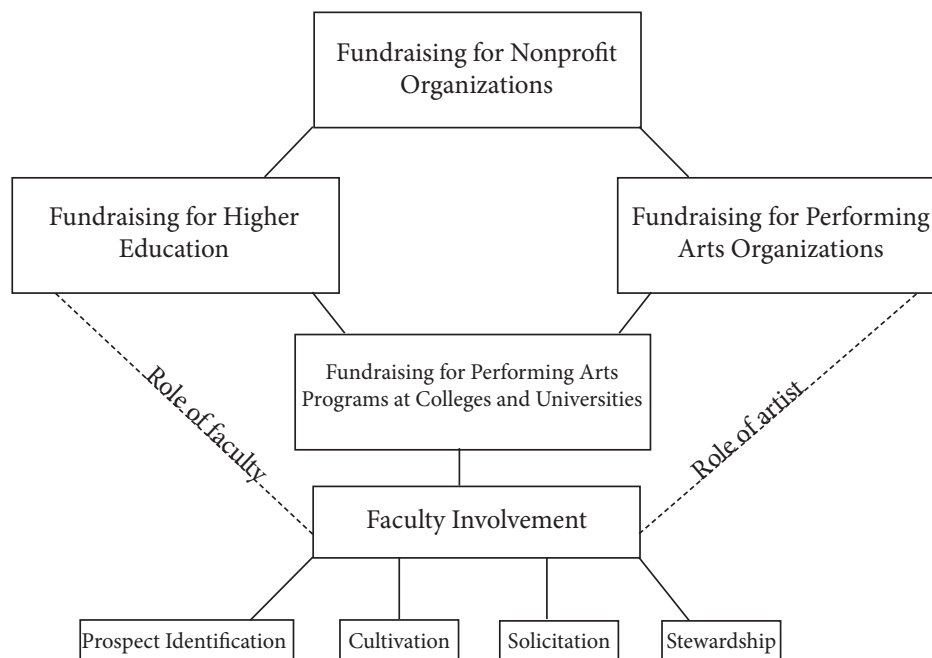 Fundraising for Nonprofit
Organizations
Fundraising for Higher
Education
Fundraising for Performing
Arts Organizations
Fundraising for Performing Arts
Programs at Colleges and Universities
Role of faculty
Role of artist
Faculty Involvement
Prospect Identification
Cultivation
Solicitation
Stewardship